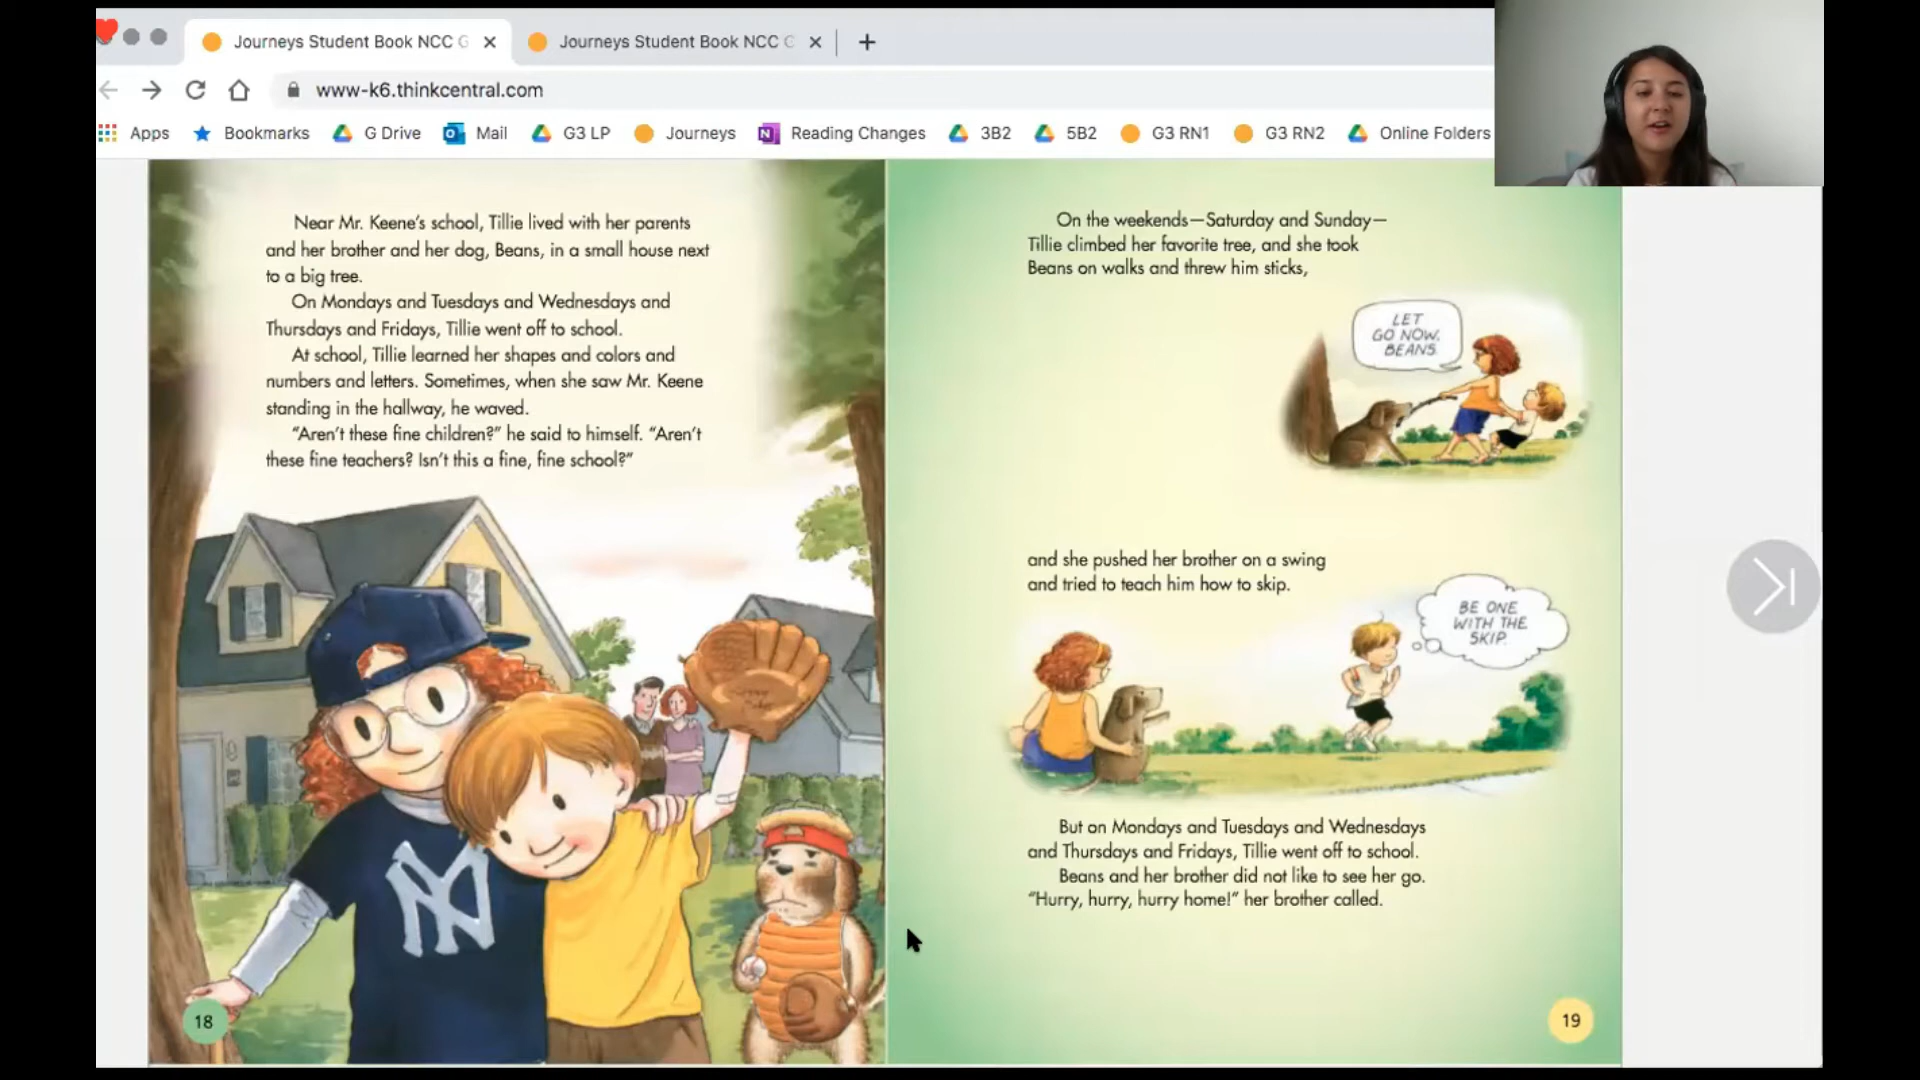 Journeys Student Book NCC G
Journeys Student Book NCC G
www-k6.thinkcentral.com
Apps
Bookmarks
G Drive
Mail
G3 LP
Journeys
Reading Changes
3B2
5B2
G3 RN1
G3 RN2
Online Folders
Near Mr. Keene's school, Tillie lived with her parents
and her brother and her dog, Beans, in a small house next
to a big tree.
On Mondays and Tuesdays and Wednesdays and
Thursdays and Fridays, Tillie went off to school.
At school, Tillie learned her shapes and colors and
numbers and letters. Sometimes, when she saw Mr. Keene
standing in the hallway, he waved.
“Aren't these fine children?” he said to himself. “Aren't
these fine teachers? Isn't this a fine, fine school?”
NY
18
On the weekends—Saturday and Sunday—
Tillie climbed her favorite tree, and she took
Beans on walks and threw him sticks,
LET
GO NOW,
BEANS.
and she pushed her brother on a swing
and tried to teach him how to skip.
BE ONE
WITH THE
SKIP.
But on Mondays and Tuesdays and Wednesdays
and Thursdays and Fridays, Tillie went off to school.
Beans and her brother did not like to see her go.
“Hurry, hurry, hurry home!” her brother called.
19